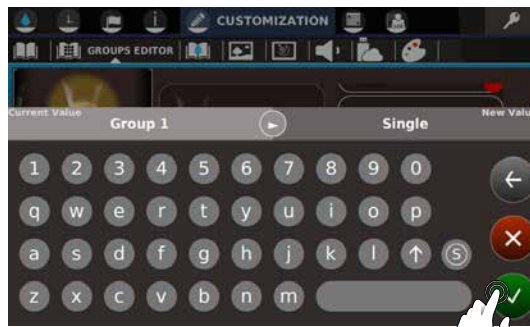 CUSTOMIZATION
GROUPS EDITOR
Current Value
New Valu
Group 1
Single
1 2 3 4 5 6 7 8 9 0
q w e r t y u i o p
a s d f g h j k l ↑ S
z x c v b n m